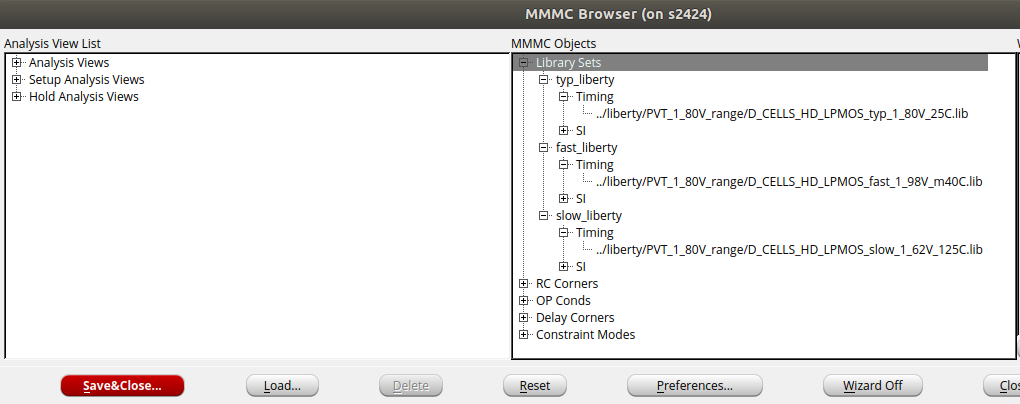 MMMC Browser (on s2424)
Analysis View List
Analysis Views
Setup Analysis Views
Hold Analysis Views
MMMC Objects
Library Sets
typ_liberty
Timing
../liberty/PVT_1_80V_range/D_CELLS_HD_LPMOS_typ_1_80V_25C.lib
SI
fast_liberty
Timing
../liberty/PVT_1_80V_range/D_CELLS_HD_LPMOS_fast_1_98V_m40C.lib
SI
slow_liberty
Timing
../liberty/PVT_1_80V_range/D_CELLS_HD_LPMOS_slow_1_62V_125C.lib
SI
RC Corners
OP Conds
Delay Corners
Constraint Modes
Save&Close... Load... Delete Reset Preferences... Wizard Off